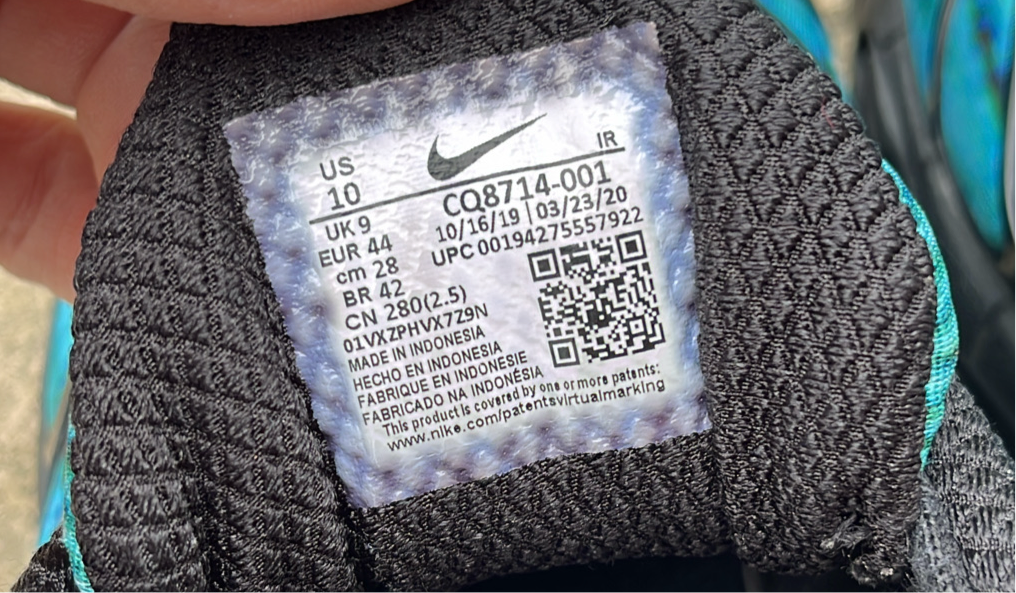 US
10
UK 9
EUR 44
cm 28
BR 42
CN 280(2.5)
01VXZPHVX7Z9N
MADE IN INDONESIA
HECHO EN INDONESIA
FABRIQUE EN INDONESIE
FABRICADO NA INDONÉSIA
This product is covered by one or more patents:
www.nike.com/patentsvirtualmarking
IR
CQ8714-001
10/16/19 | 03/23/20
UPC 00194275557922